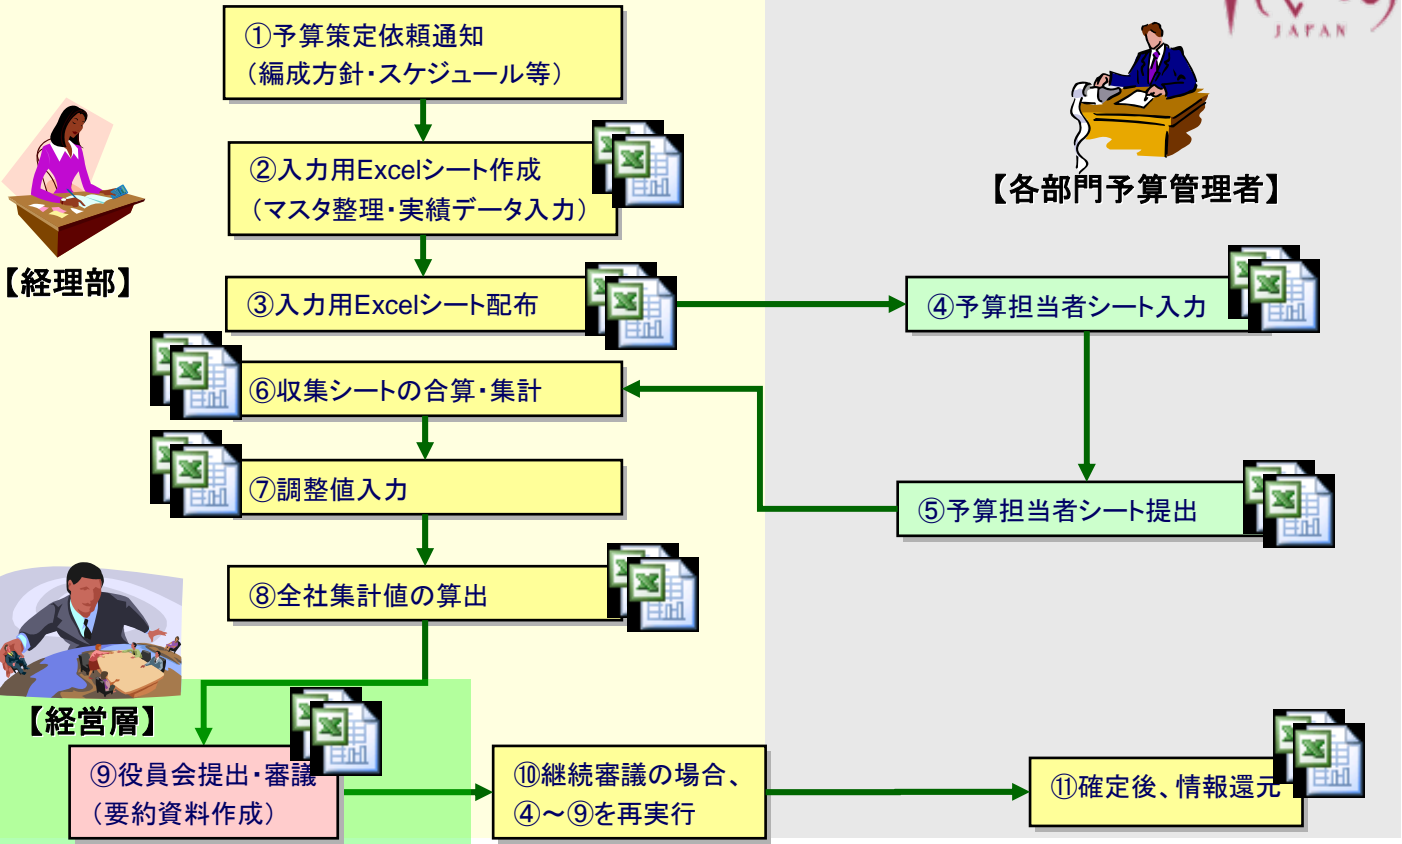 ①予算策定依頼通知
（編成方針・スケジュール等）
JAPAN
【経理部】
②入力用Excelシート作成
（マスタ整理・実績データ入力）
【各部門予算管理者】
③入力用Excelシート配布
④予算担当者シート入力
⑥収集シートの合算・集計
⑦調整値入力
⑤予算担当者シート提出
⑧全社集計値の算出
【経営層】
⑨役員会提出・審議
（要約資料作成）
⑩継続審議の場合、
④～⑨を再実行
⑪確定後、情報還元